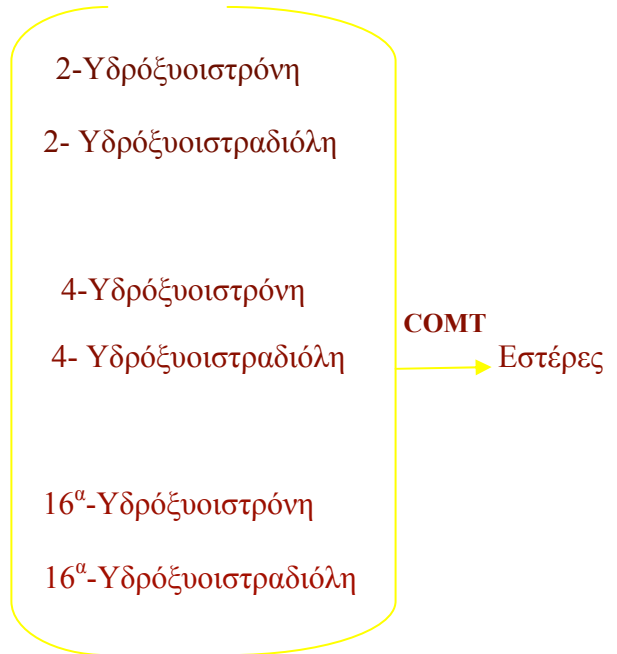 2-Υδρόξυοιστρόνη
2- Υδρόξυοιστραδιόλη
4-Υδρόξυοιστρόνη
COMT
4- Υδρόξυοιστραδιόλη
Εστέρες
16α-Υδρόξυοιστρόνη
16α-Υδρόξυοιστραδιόλη